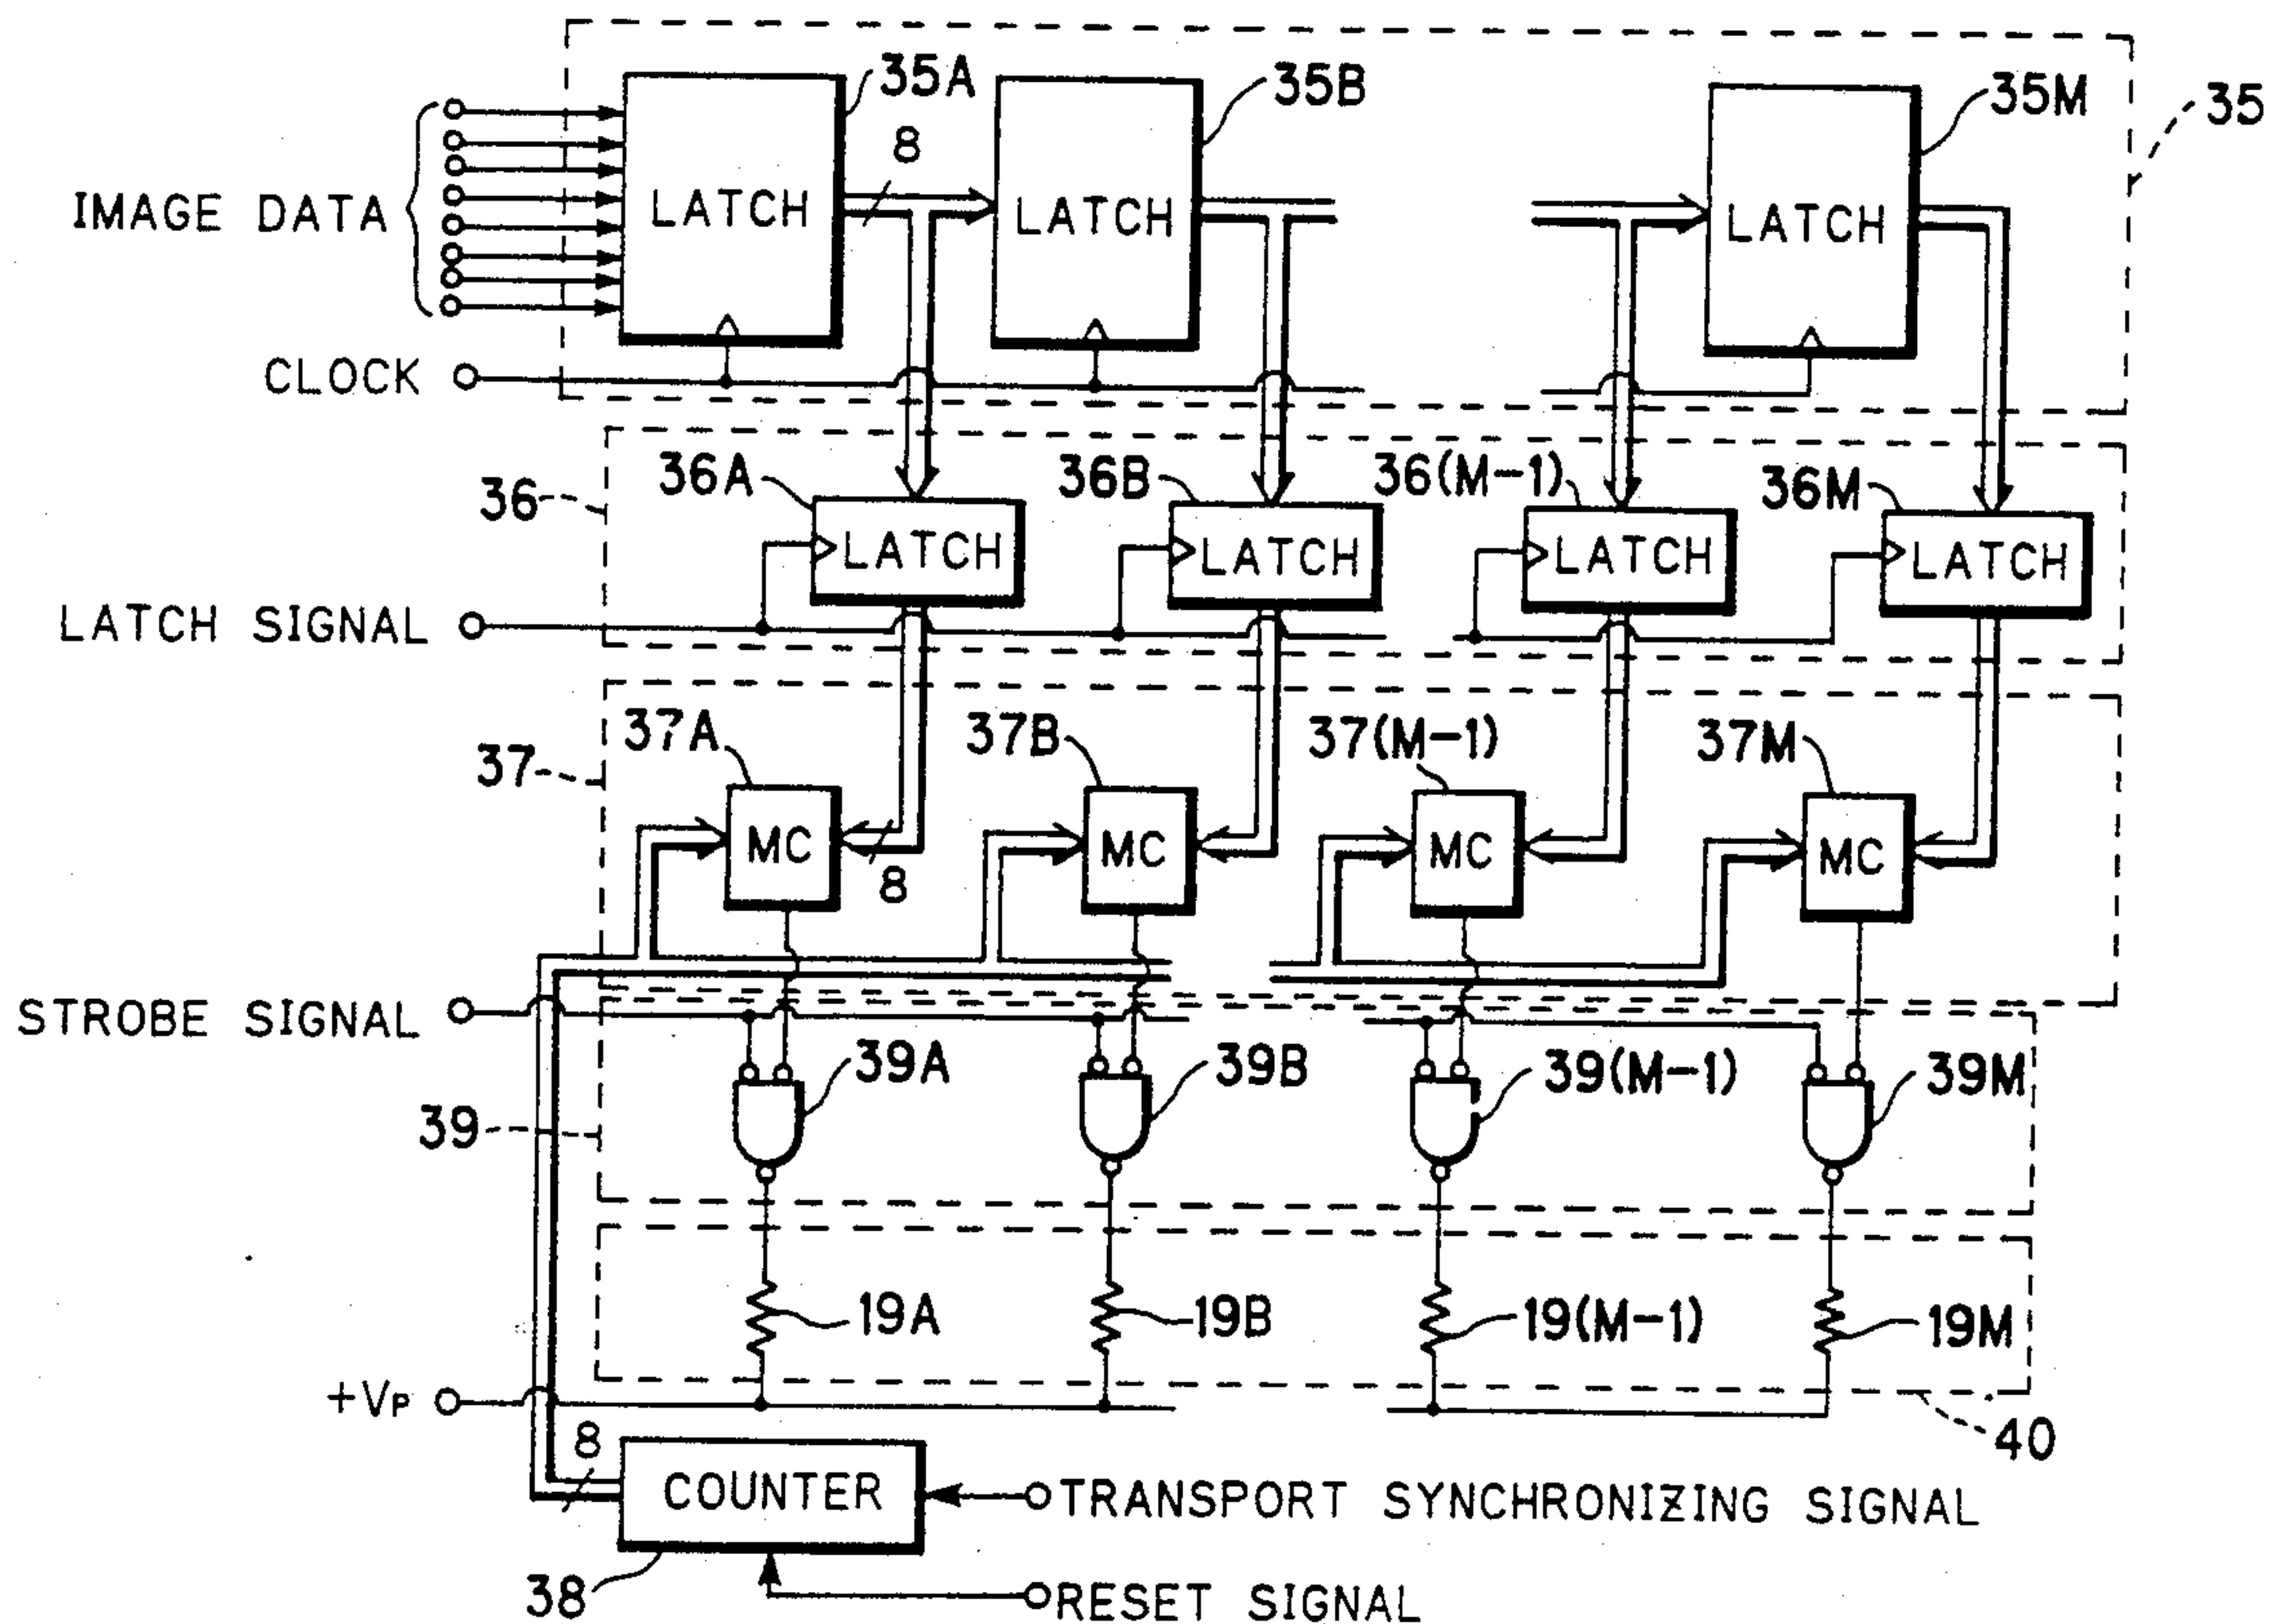 35A
35B
35M
35
8
IMAGE DATA
LATCH
LATCH
LATCH
CLOCK
36A
36B
36(M-1)
36M
36
LATCH
LATCH
LATCH
LATCH
LATCH SIGNAL
37A
37B
37(M-1)
37M
37
MC
MC
MC
MC
8
STROBE SIGNAL
39A
39B
39(M-1)
39M
39
19A
19B
19(M-1)
19M
+VP
40
8
COUNTER
TRANSPORT SYNCHRONIZING SIGNAL
38
RESET SIGNAL